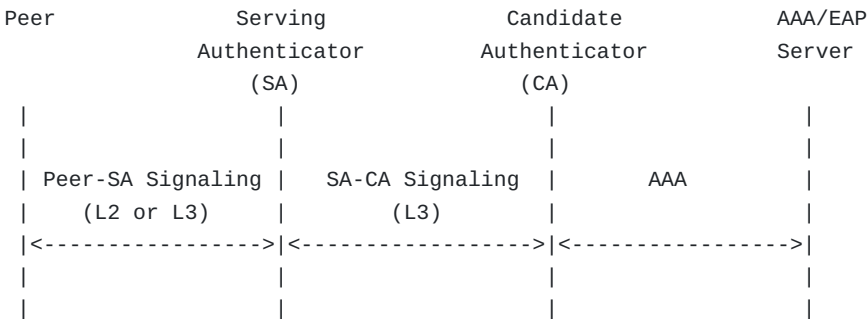 Peer Serving Candidate AAA/EAP
Authenticator Authenticator Server
(SA) (CA)
Peer-SA Signaling SA-CA Signaling AAA
(L2 or L3) (L3)